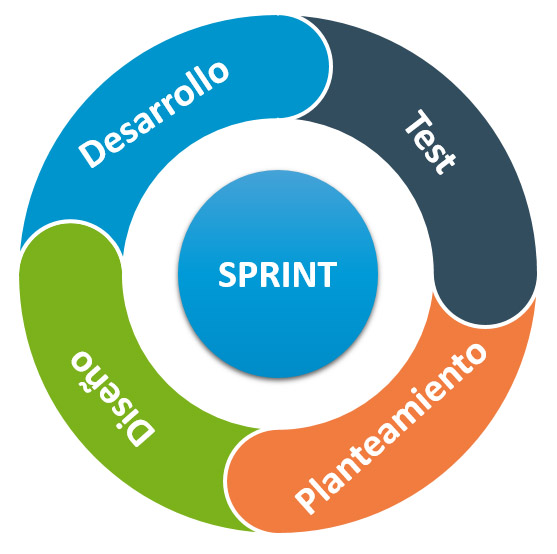 Desarrollo
Test
SPRINT
Diseño
Planteamiento